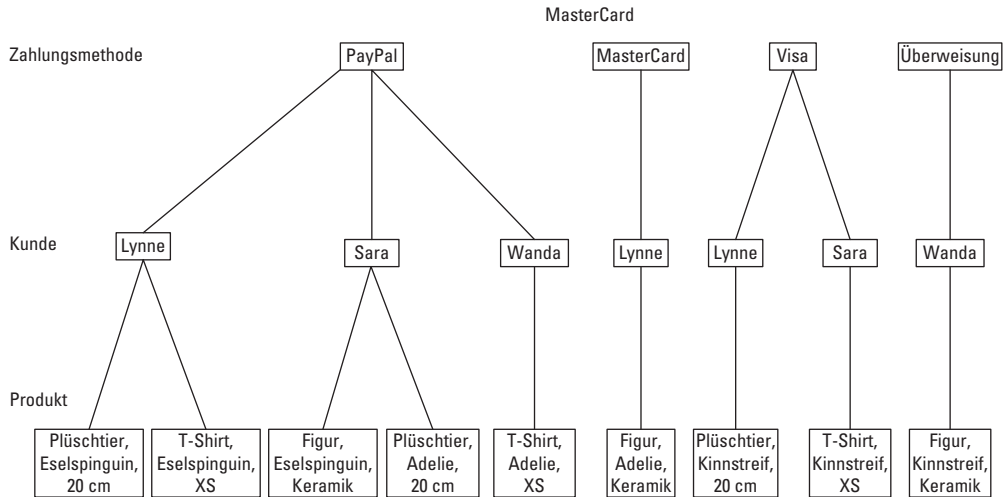 MasterCard
Zahlungsmethode
PayPal
MasterCard
Visa
Überweisung
Kunde
Lynne
Sara
Wanda
Lynne
Lynne
Sara
Wanda
Produkt
Plüschtier,
Eselspinguin,
20 cm
T-Shirt,
Eselspinguin,
XS
Figur,
Eselspinguin,
Keramik
Plüschtier,
Adelie,
20 cm
T-Shirt,
Adelie,
XS
Figur,
Adelie,
Keramik
Plüschtier,
Kinnstreif,
20 cm
T-Shirt,
Kinnstreif,
XS
Figur,
Kinnstreif,
Keramik